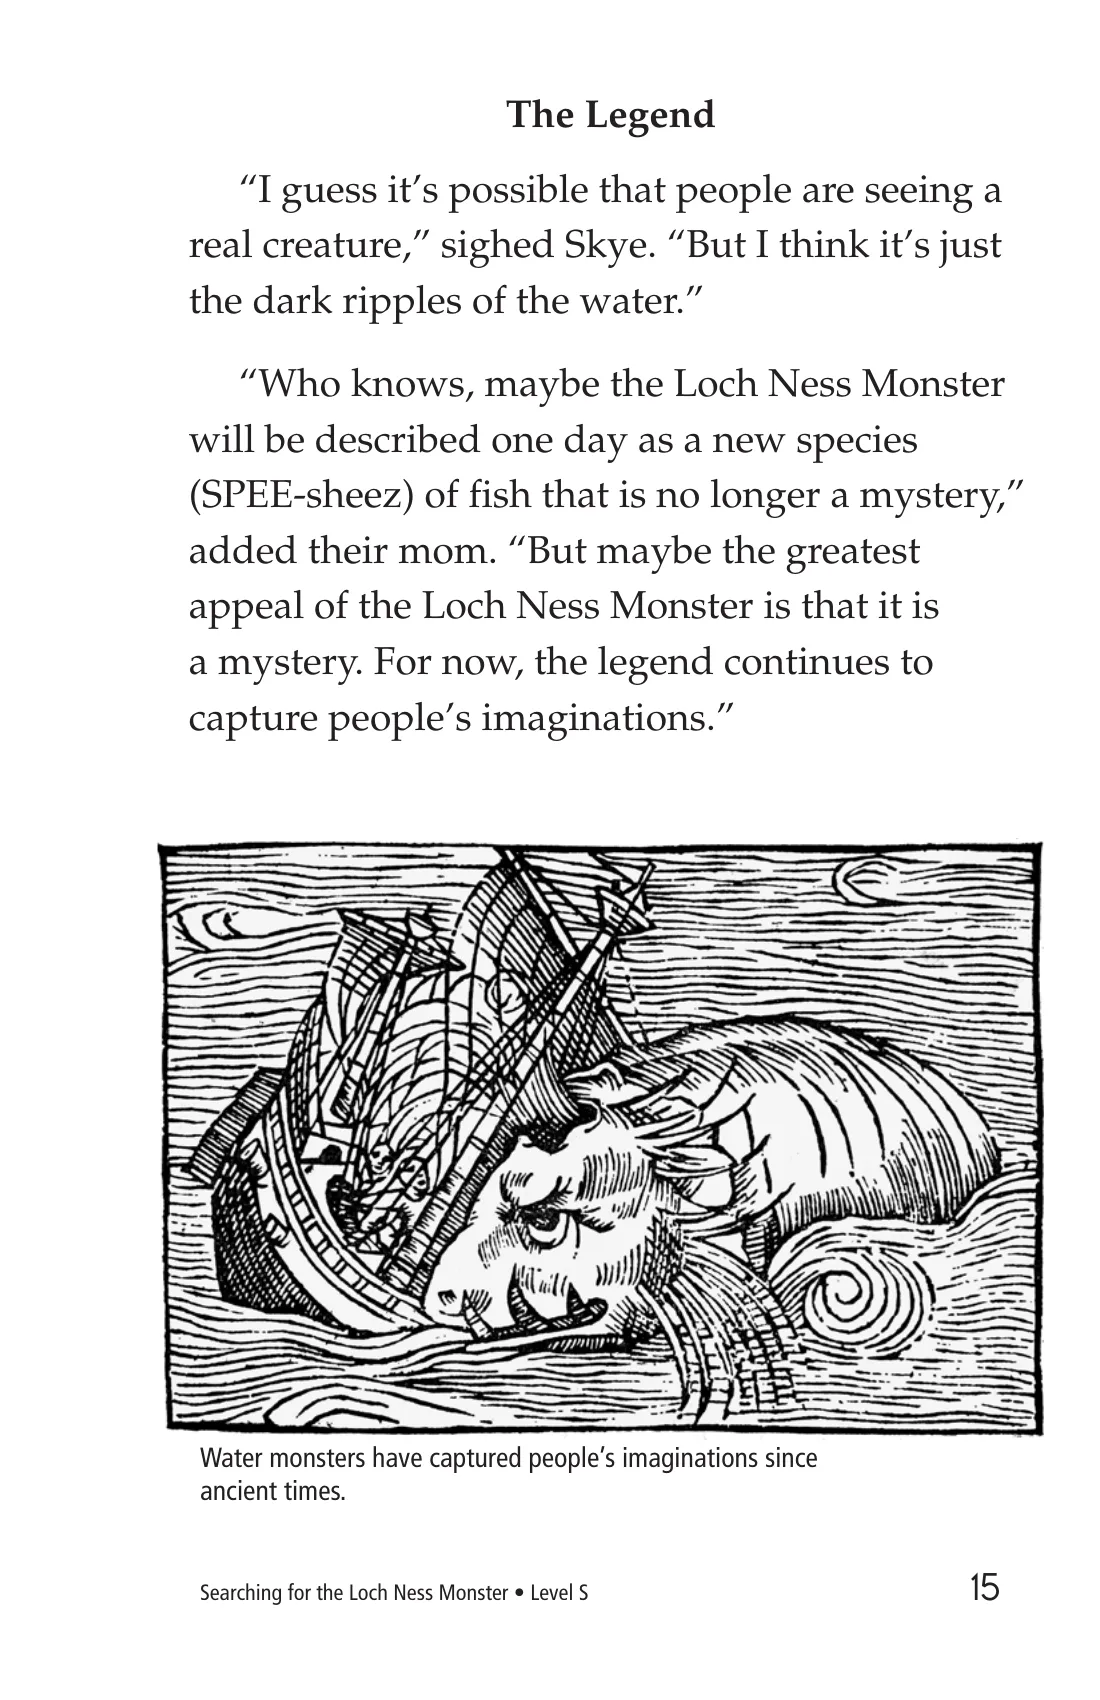 The Legend
“I guess it’s possible that people are seeing a
real creature,” sighed Skye. “But I think it’s just
the dark ripples of the water.”
“Who knows, maybe the Loch Ness Monster
will be described one day as a new species
(SPEE-sheez) of fish that is no longer a mystery,”
added their mom. “But maybe the greatest
appeal of the Loch Ness Monster is that it is
a mystery. For now, the legend continues to
capture people’s imaginations.”
Water monsters have captured people’s imaginations since
ancient times.
Searching for the Loch Ness Monster • Level S
15